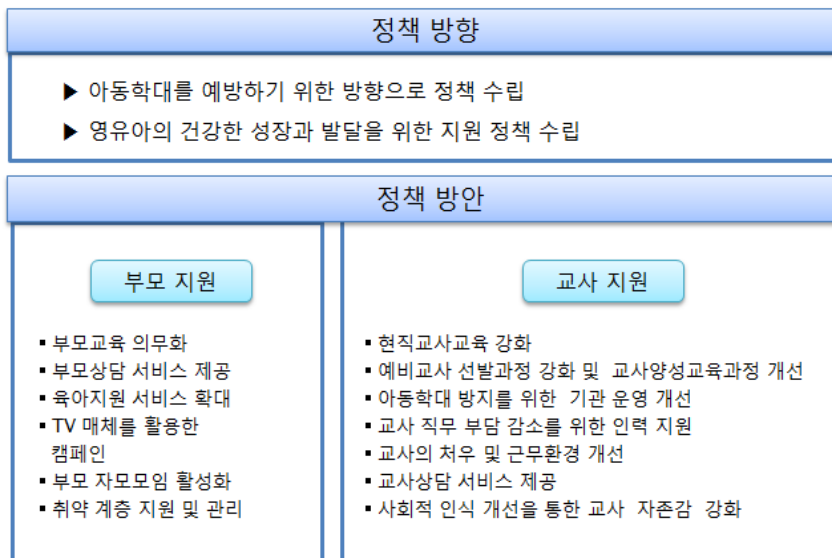 정책 방향
▶ 아동학대를 예방하기 위한 방향으로 정책 수립
▶ 영유아의 건강한 성장과 발달을 위한 지원 정책 수립
정책 방안
부모 지원
▪ 부모교육 의무화
▪ 부모상담 서비스 제공
▪ 육아지원 서비스 확대
▪ TV 매체를 활용한
캠페인
▪ 부모 자모모임 활성화
▪ 취약 계층 지원 및 관리
교사 지원
▪ 현직교사교육 강화
▪ 예비교사 선발과정 강화 및 교사양성교육과정 개선
▪ 아동학대 방지를 위한 기관 운영 개선
▪ 교사 직무 부담 감소를 위한 인력 지원
▪ 교사의 처우 및 근무환경 개선
▪ 교사상담 서비스 제공
▪ 사회적 인식 개선을 통한 교사 자존감 강화